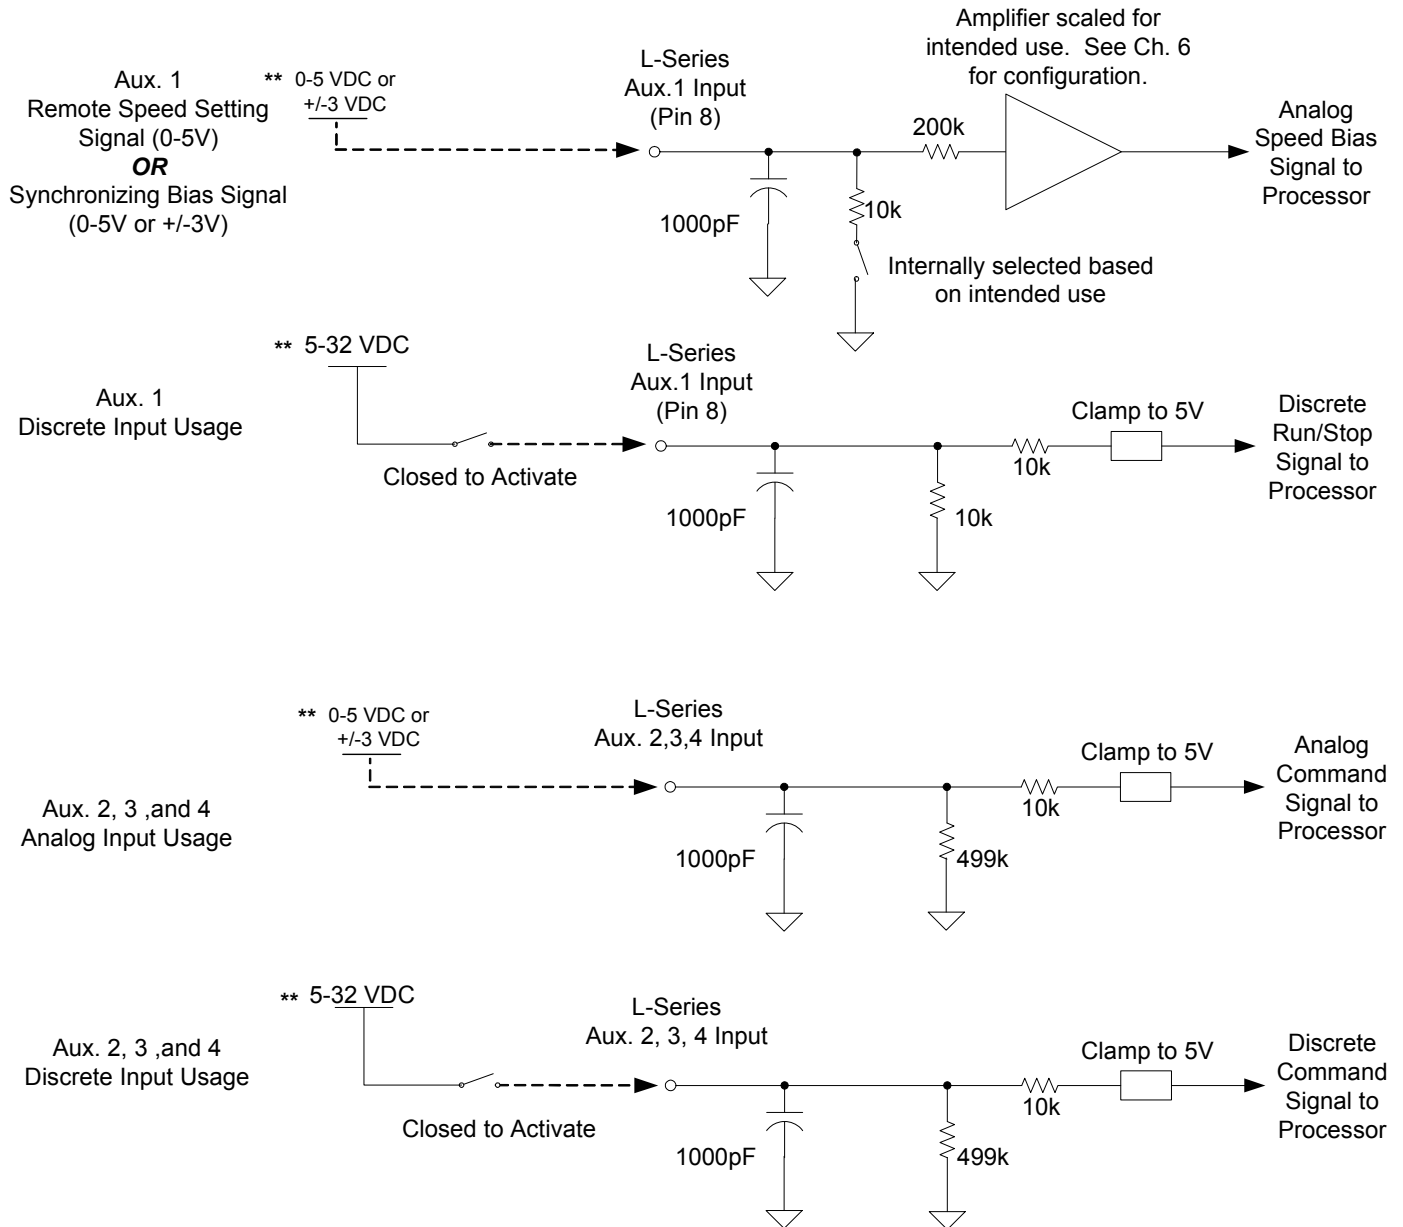 Aux. 1
Remote Speed Setting
Signal (0-5V)
OR
Synchronizing Bias Signal
(0-5V or +/-3V)
** 0-5 VDC or
+/-3 VDC
L-Series
Aux.1 Input
(Pin 8)
Amplifier scaled for
intended use. See Ch. 6
for configuration.
200k
1000pF
10k
Internally selected based
on intended use
Analog
Speed Bias
Signal to
Processor
Aux. 1
Discrete Input Usage
** 5-32 VDC
Closed to Activate
L-Series
Aux.1 Input
(Pin 8)
1000pF
10k
10k
Clamp to 5V
Discrete
Run/Stop
Signal to
Processor
Aux. 2, 3 ,and 4
Analog Input Usage
** 0-5 VDC or
+/-3 VDC
L-Series
Aux. 2,3,4 Input
1000pF
499k
10k
Clamp to 5V
Analog
Command
Signal to
Processor
Aux. 2, 3 ,and 4
Discrete Input Usage
** 5-32 VDC
Closed to Activate
L-Series
Aux. 2, 3, 4 Input
1000pF
499k
10k
Clamp to 5V
Discrete
Command
Signal to
Processor